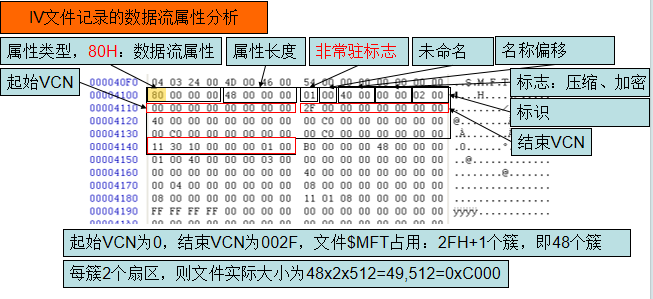 IV文件记录的数据流属性分析
属性类型，80H：数据流属性
属性长度
非常驻标志
未命名
名称偏移
起始VCN
标志：压缩、加密
标识
结束VCN
000040F0 04 03 24 00 4D 00 46 00 54 00 00 00 00 00 00 00 ..$.M.F.T
00004100 80 00 00 00 48 00 00 00 01 00 40 00 00 00 02 00
00004110 00 00 00 00 00 00 00 00 2F 00 00 00 00 00 00 00
00004120 40 00 00 00 00 00 00 00 00 C0 00 00 00 00 00 00
00004130 00 C0 00 00 00 00 00 00 00 C0 00 00 00 00 00 00
00004140 11 30 10 00 00 00 01 00 B0 00 00 00 48 00 00 00
00004150 01 00 40 00 00 00 03 00 00 00 00 00 00 00 00 00
00004160 00 00 00 00 00 00 00 00 40 00 00 00 00 00 00 00
00004170 00 04 00 00 00 00 00 00 08 00 00 00 00 00 00 00
00004180 08 00 00 00 00 00 00 00 11 01 08 00 00 00 00 00
00004190 FF FF FF FF 00 00 00 00 00 00 00 00 00 00 00 00 yyyy
起始VCN为0，结束VCN为002F，文件$MFT占用：2FH+1个簇，即48个簇
每簇2个扇区，则文件实际大小为48x2x512=49,512=0xC000